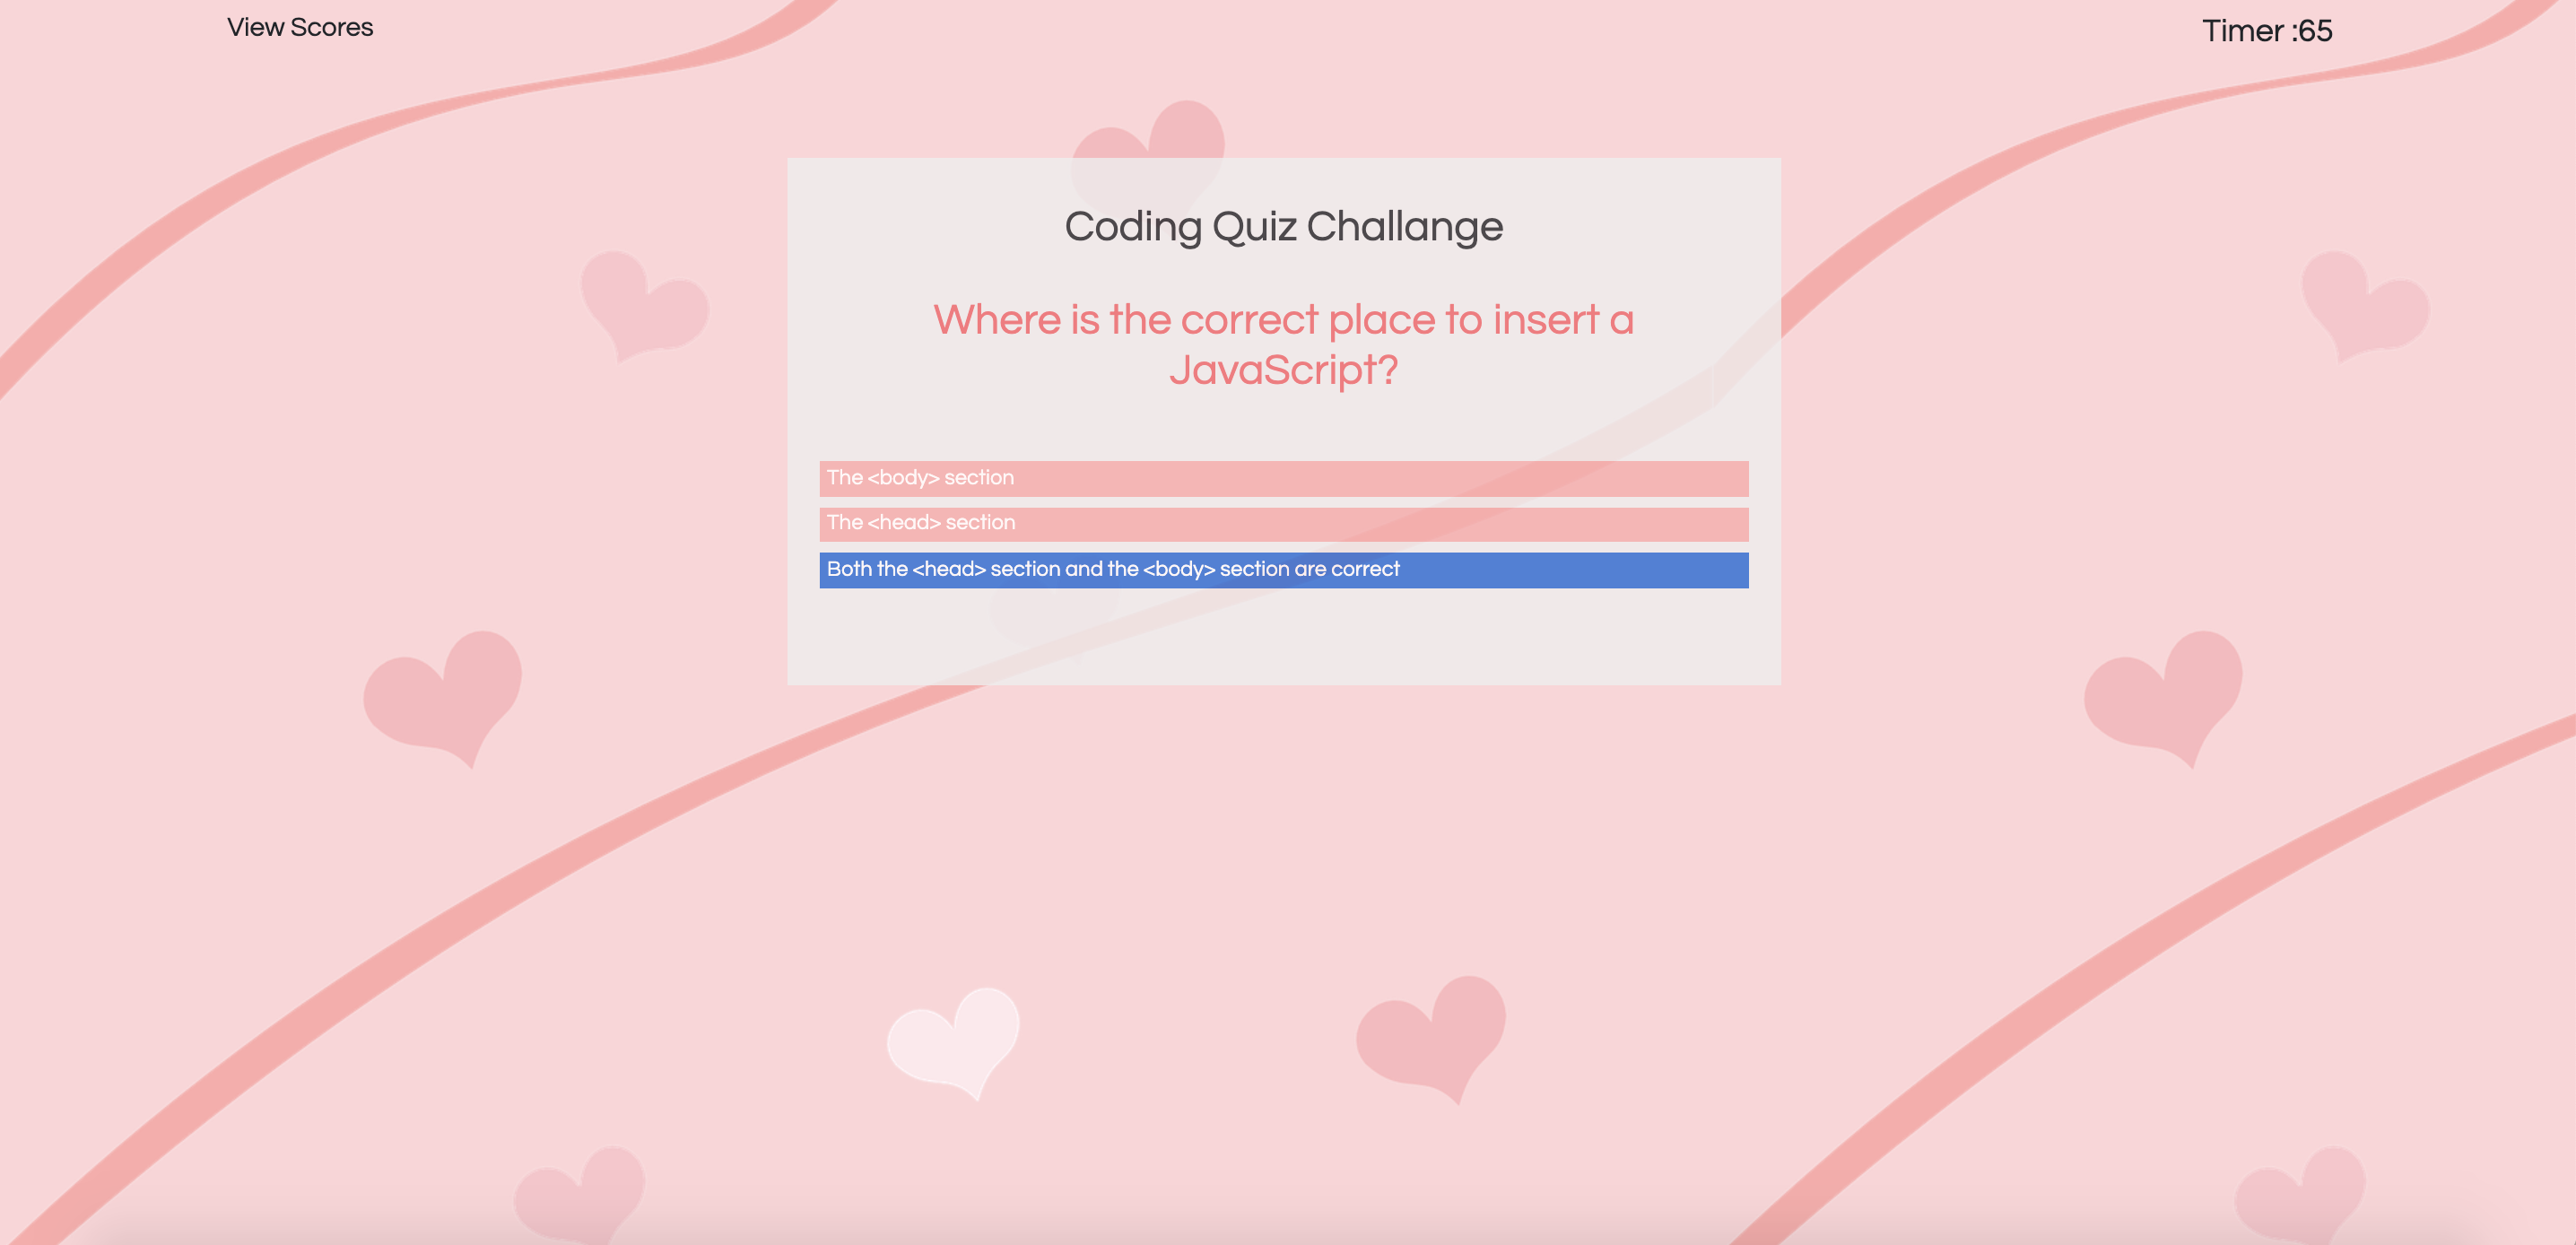 View Scores
Timer :65
Coding Quiz Challange
Where is the correct place to insert a
JavaScript?
The <body> section
The <head> section
Both the <head> section and the <body> section are correct